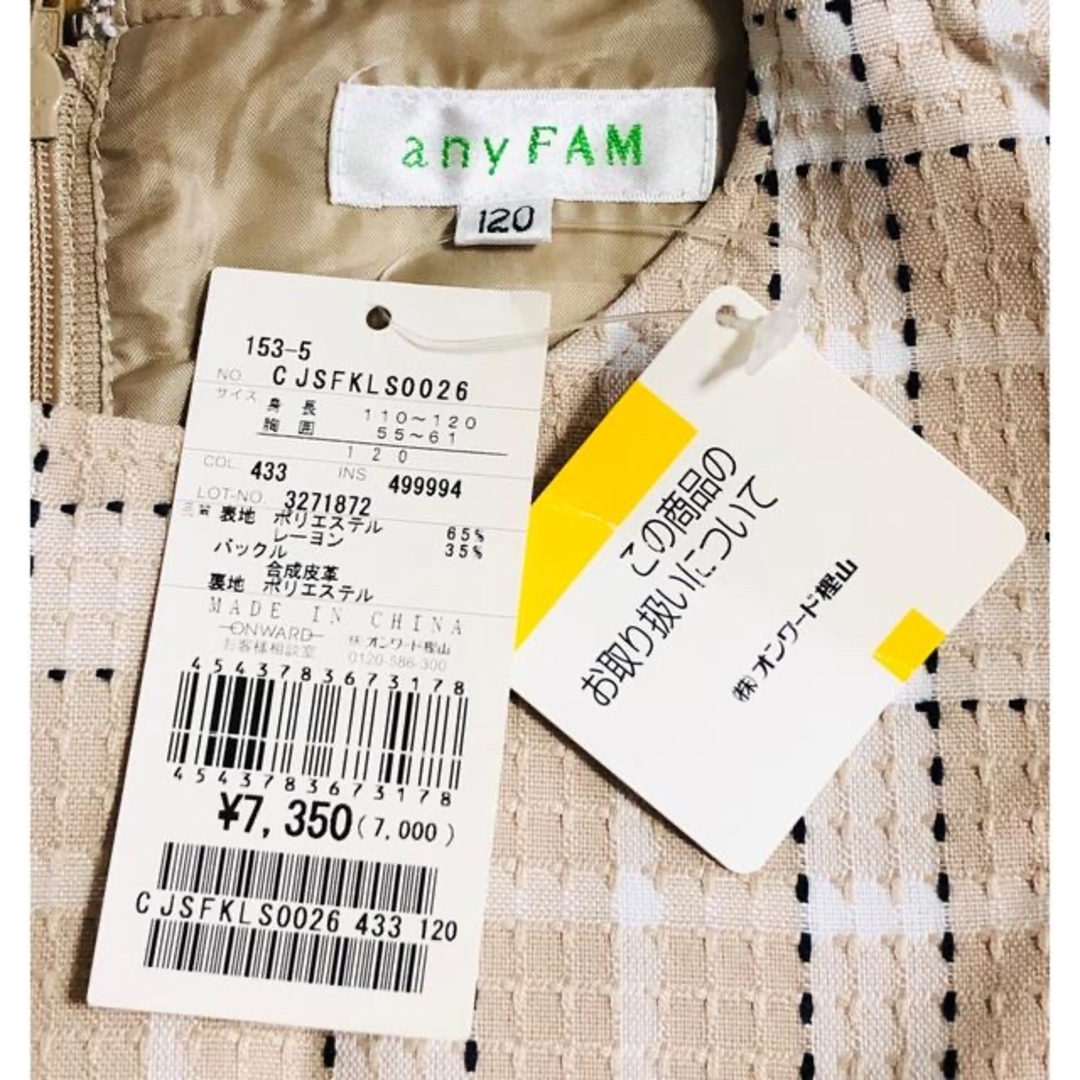 any FAM
120
153-5
NO. CJSFKLS0026
サイズ 身長 110～120
胸囲 55～61
120
COL. 433 INS 499994
LOT-NO. 3271872
表地 ポリエステル 65%
レーヨン 35%
バックル
合成皮革
裏地 ポリエステル
MADE IN CHINA
ONWARD ㈱オンワード樫山
お客様相談室 0120-586-300
4543783673178
4543783673178
¥7,350(7,000)
CJSFKLS0026 433 120
この商品の
お取り扱いについて
㈱オンワード樫山